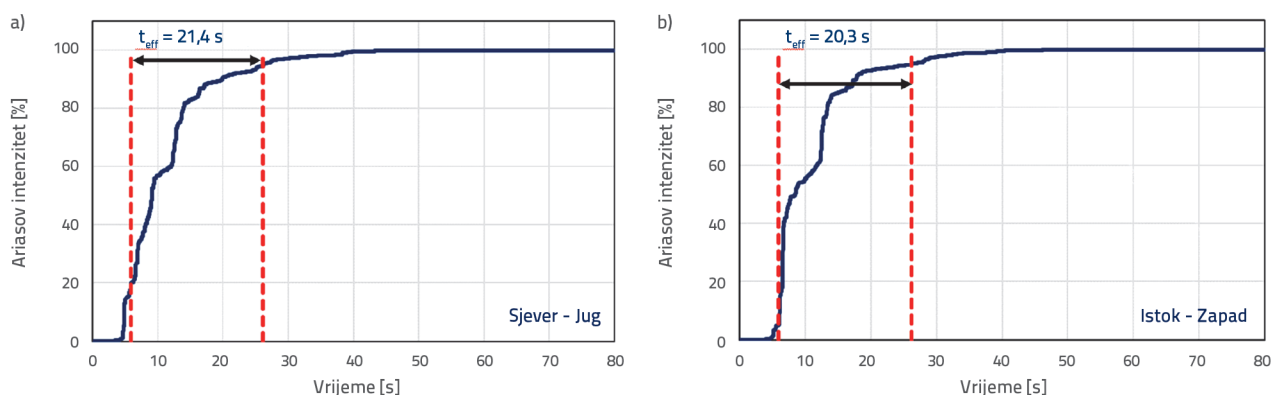 a)
t_eff = 21,4 s
Ariasov intenzitet [%]
100
80
60
40
20
0
Sjever - Jug
0 10 20 30 40 50 60 70 80
Vrijeme [s]
b)
t_eff = 20,3 s
Ariasov intenzitet [%]
100
80
60
40
20
0
Istok - Zapad
0 10 20 30 40 50 60 70 80
Vrijeme [s]